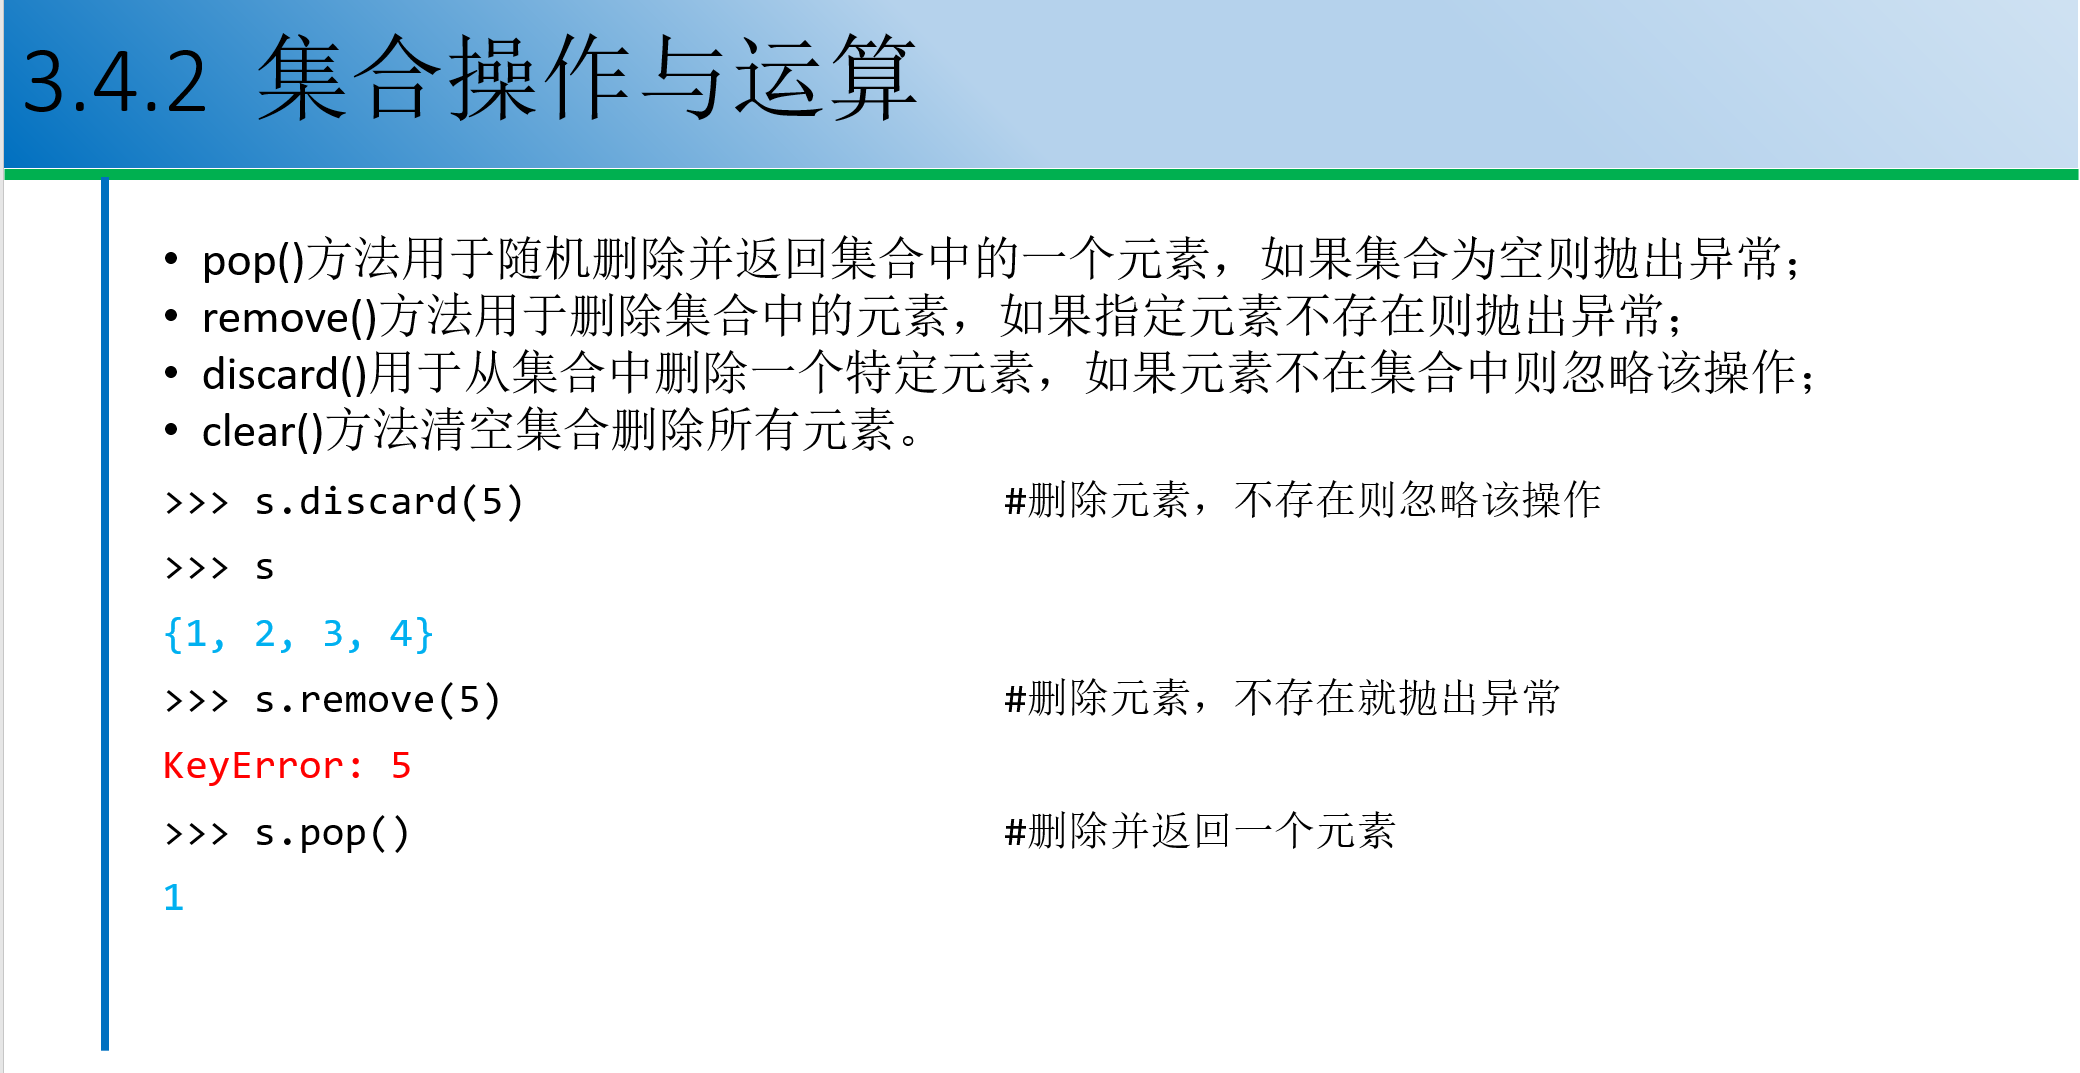 3.4.2 集合操作与运算
• pop()方法用于随机删除并返回集合中的一个元素，如果集合为空则抛出异常；
• remove()方法用于删除集合中的元素，如果指定元素不存在则抛出异常；
• discard()用于从集合中删除一个特定元素，如果元素不在集合中则忽略该操作；
• clear()方法清空集合删除所有元素。
>>> s.discard(5) #删除元素，不存在则忽略该操作
>>> s
{1, 2, 3, 4}
>>> s.remove(5) #删除元素，不存在就抛出异常
KeyError: 5
>>> s.pop() #删除并返回一个元素
1